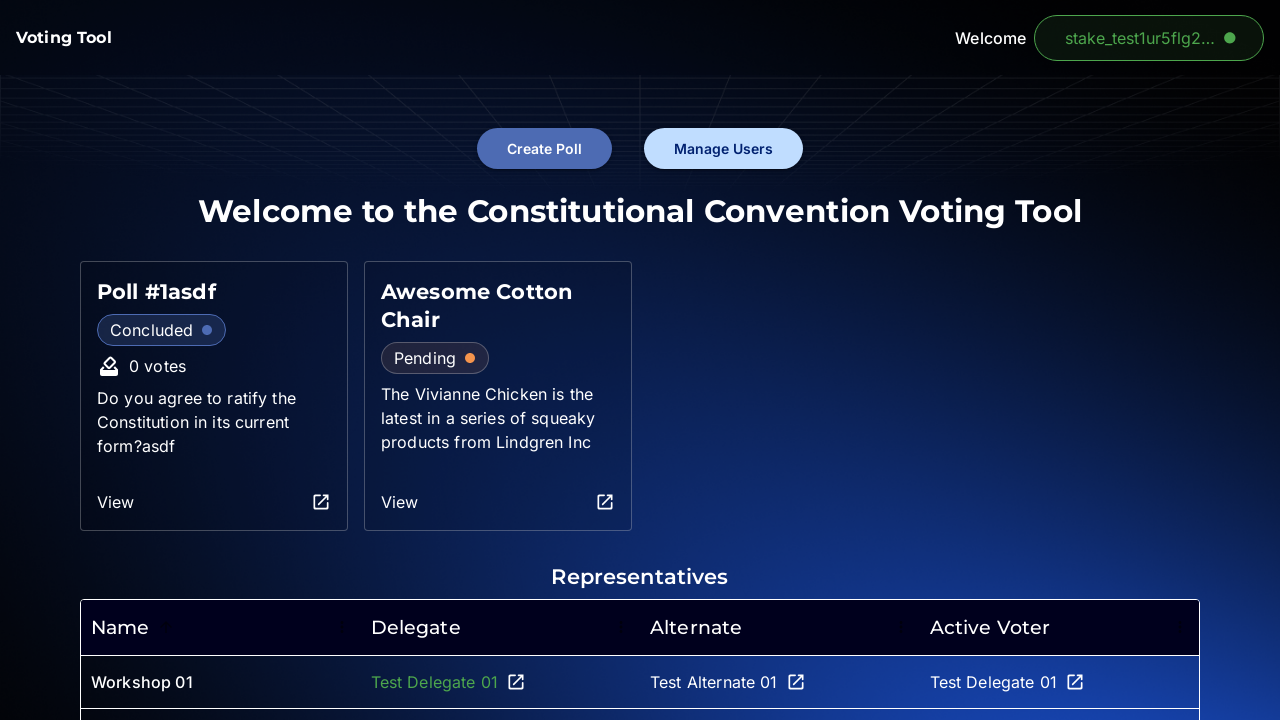 Voting Tool
Welcome stake_test1ur5flg2...
Create Poll Manage Users
Welcome to the Constitutional Convention Voting Tool
Poll #1asdf
Concluded
0 votes
Do you agree to ratify the
Constitution in its current
form?asdf
View
Awesome Cotton
Chair
Pending
The Vivianne Chicken is the
latest in a series of squeaky
products from Lindgren Inc
View
Representatives
Name Delegate Alternate Active Voter
Workshop 01 Test Delegate 01 Test Alternate 01 Test Delegate 01